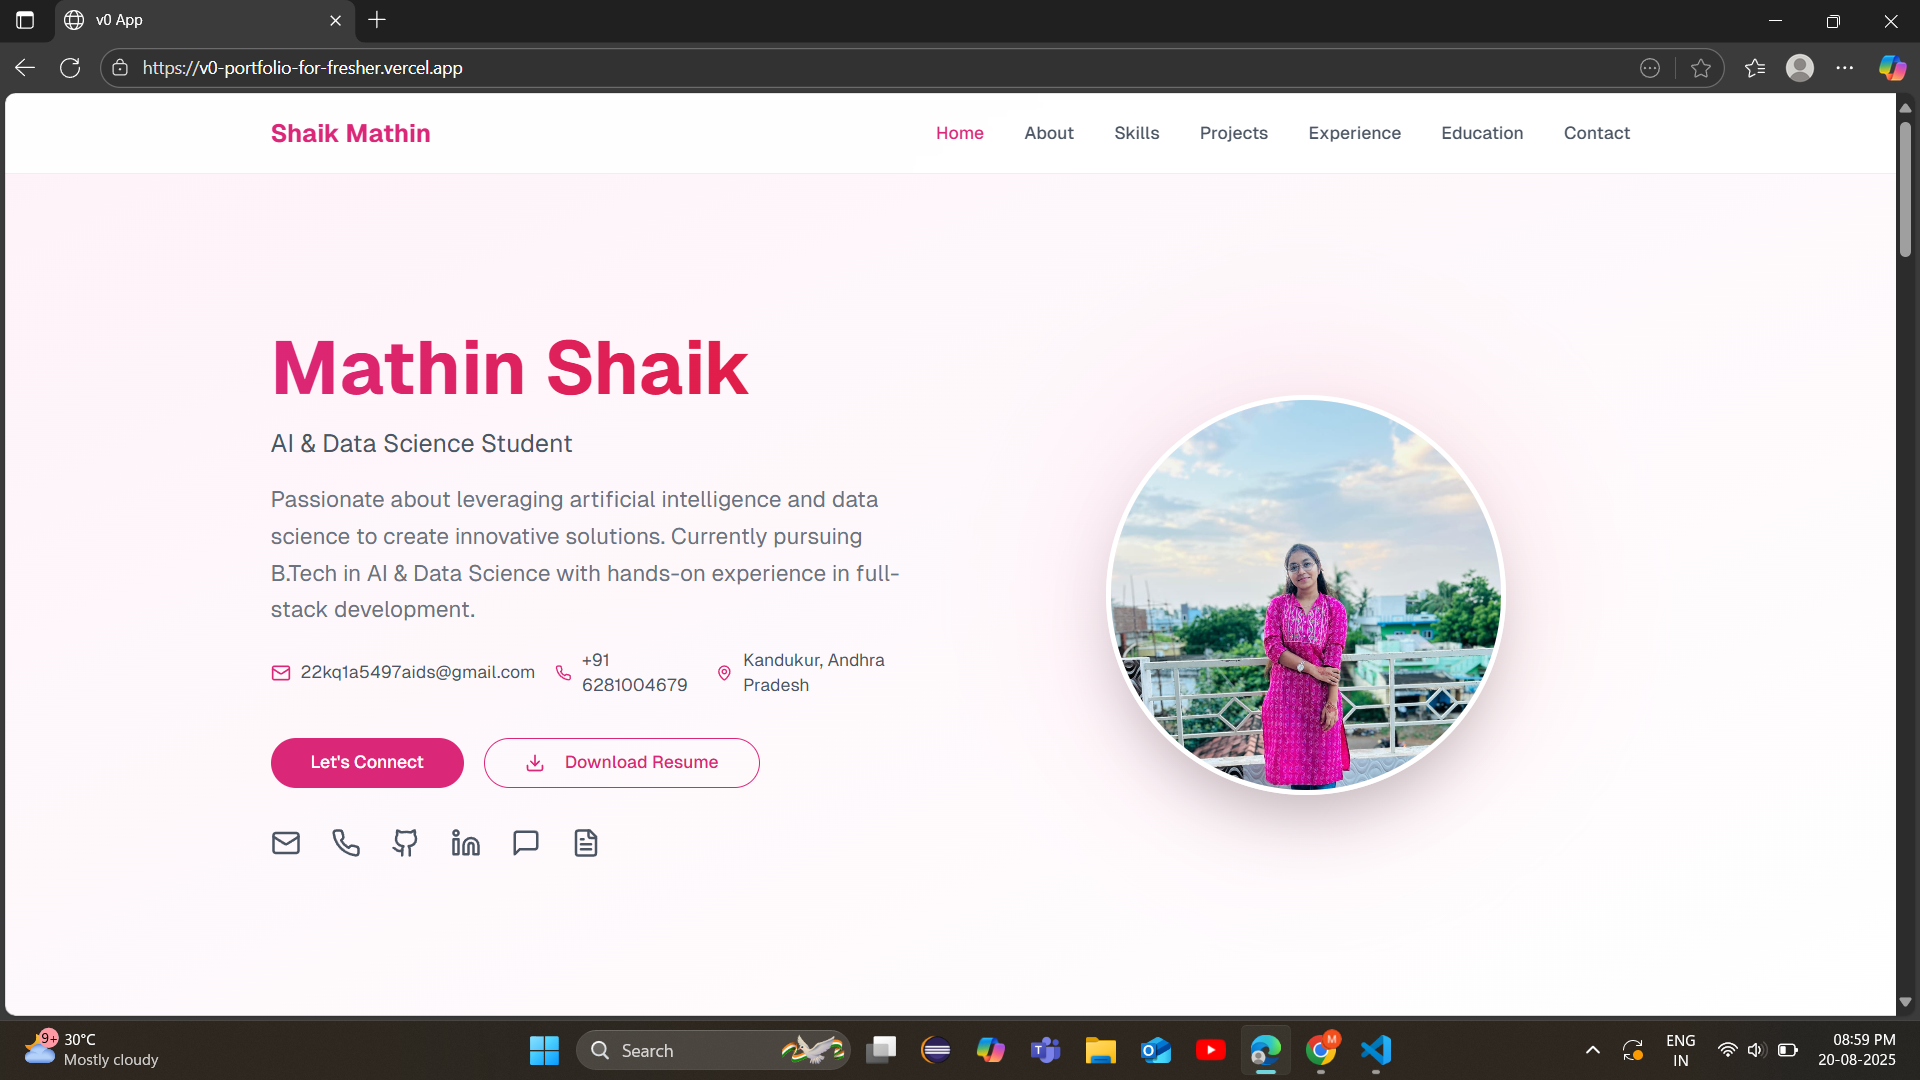 v0 App
https://v0-portfolio-for-fresher.vercel.app
Shaik Mathin
Home About Skills Projects Experience Education Contact
Mathin Shaik
AI & Data Science Student
Passionate about leveraging artificial intelligence and data
science to create innovative solutions. Currently pursuing
B.Tech in AI & Data Science with hands-on experience in full-
stack development.
22kq1a5497aids@gmail.com
+91
6281004679
Kandukur, Andhra
Pradesh
Let's Connect
Download Resume
9+
30°C
Mostly cloudy
Search
M
ENG
IN
08:59 PM
20-08-2025